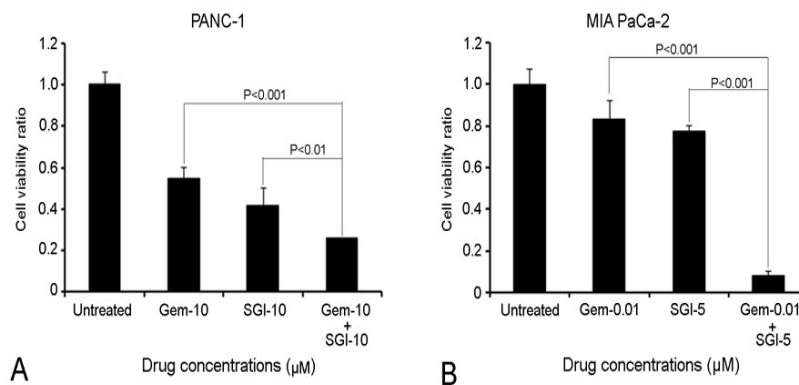 PANC-1
Cell viability ratio
1.2
1.0
0.8
0.6
0.4
0.2
0
P<0.001
P<0.01
Untreated
Gem-10
SGI-10
Gem-10
+
SGI-10
Drug concentrations (µM)
A
MIA PaCa-2
Cell viability ratio
1.2
1.0
0.8
0.6
0.4
0.2
0
P<0.001
P<0.001
Untreated
Gem-0.01
SGI-5
Gem-0.01
+
SGI-5
Drug concentrations (µM)
B